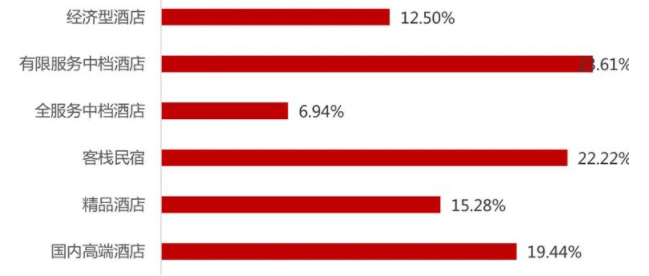 经济型酒店 12.50%
有限服务中档酒店 23.61%
全服务中档酒店 6.94%
客栈民宿 22.22%
精品酒店 15.28%
国内高端酒店 19.44%